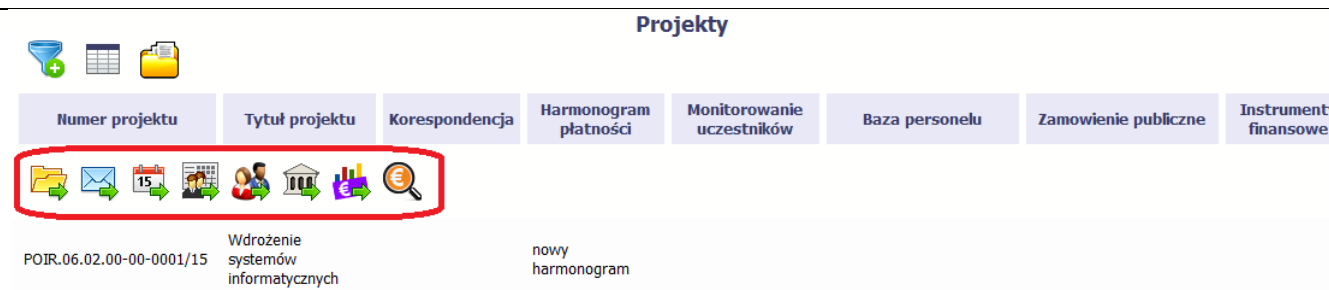 Projekty
Numer projektu
Tytuł projektu
Korespondencja
Harmonogram
płatności
Monitorowanie
uczestników
Baza personelu
Zamowienie publiczne
Instrument
finansowe
15
POIR.06.02.00-00-0001/15
Wdrożenie
systemów
informatycznych
nowy
harmonogram